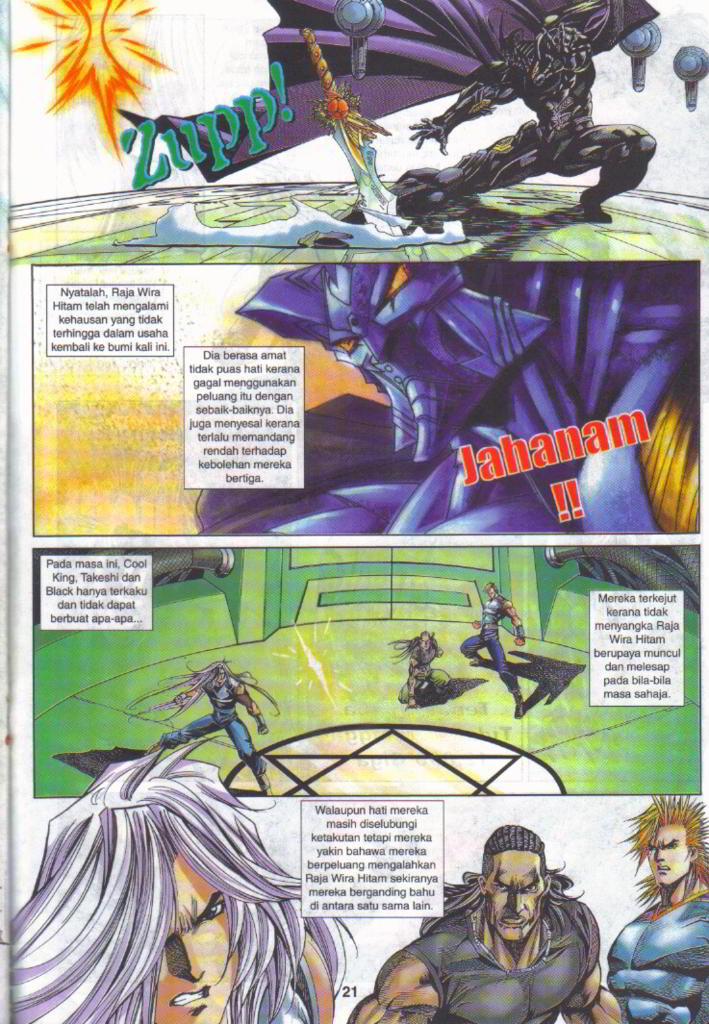 Zupp!
Nyatalah, Raja Wira
Hitam telah mengalami
kehausan yang tidak
terhingga dalam usaha
kembali ke bumi kali ini.
Dia berasa amat
tidak puas hati kerana
gagal menggunakan
peluang itu dengan
sebaik-baiknya. Dia
juga menyesal kerana
terlalu memandang
rendah terhadap
kebolehan mereka
bertiga.
Jahanam
!!
Pada masa ini, Cool
King, Takeshi dan
Black hanya terkaku
dan tidak dapat
berbuat apa-apa...
Mereka terkejut
kerana tidak
menyangka Raja
Wira Hitam
berupaya muncul
dan melesap
pada bila-bila
masa sahaja.
Walaupun hati mereka
masih diselubungi
ketakutan tetapi mereka
yakin bahawa mereka
berpeluang mengalahkan
Raja Wira Hitam sekiranya
mereka berganding bahu
di antara satu sama lain.
21